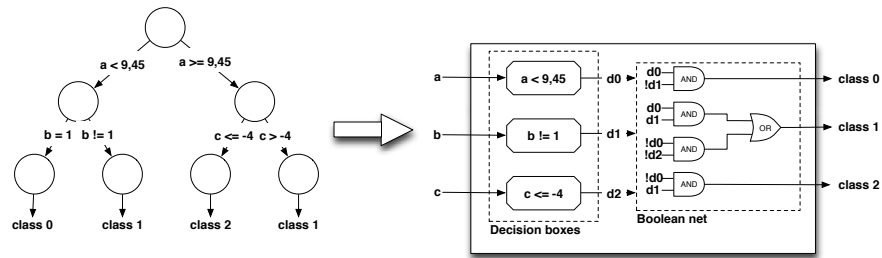 a < 9,45
a >= 9,45
b = 1
b != 1
c <= -4
c > -4
class 0
class 1
class 2
class 1
a
b
c
a < 9,45
b != 1
c <= -4
Decision boxes
d0
d1
d2
d0
!d1
AND
d0
d1
AND
!d0
!d2
AND
OR
!d0
d1
AND
Boolean net
class 0
class 1
class 2